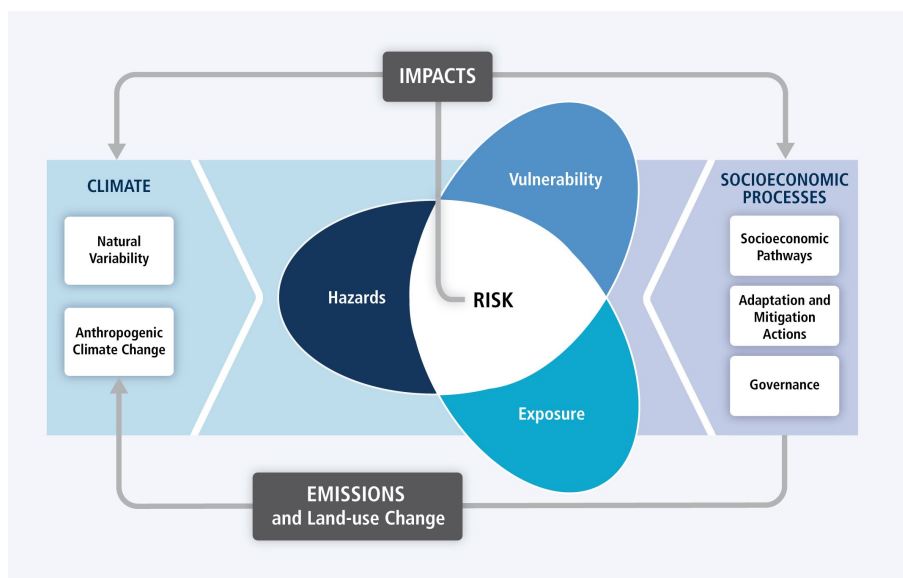 IMPACTS
CLIMATE
Natural
Variability
Anthropogenic
Climate Change
Vulnerability
Hazards
RISK
Exposure
SOCIOECONOMIC
PROCESSES
Socioeconomic
Pathways
Adaptation and
Mitigation
Actions
Governance
EMISSIONS
and Land-use Change